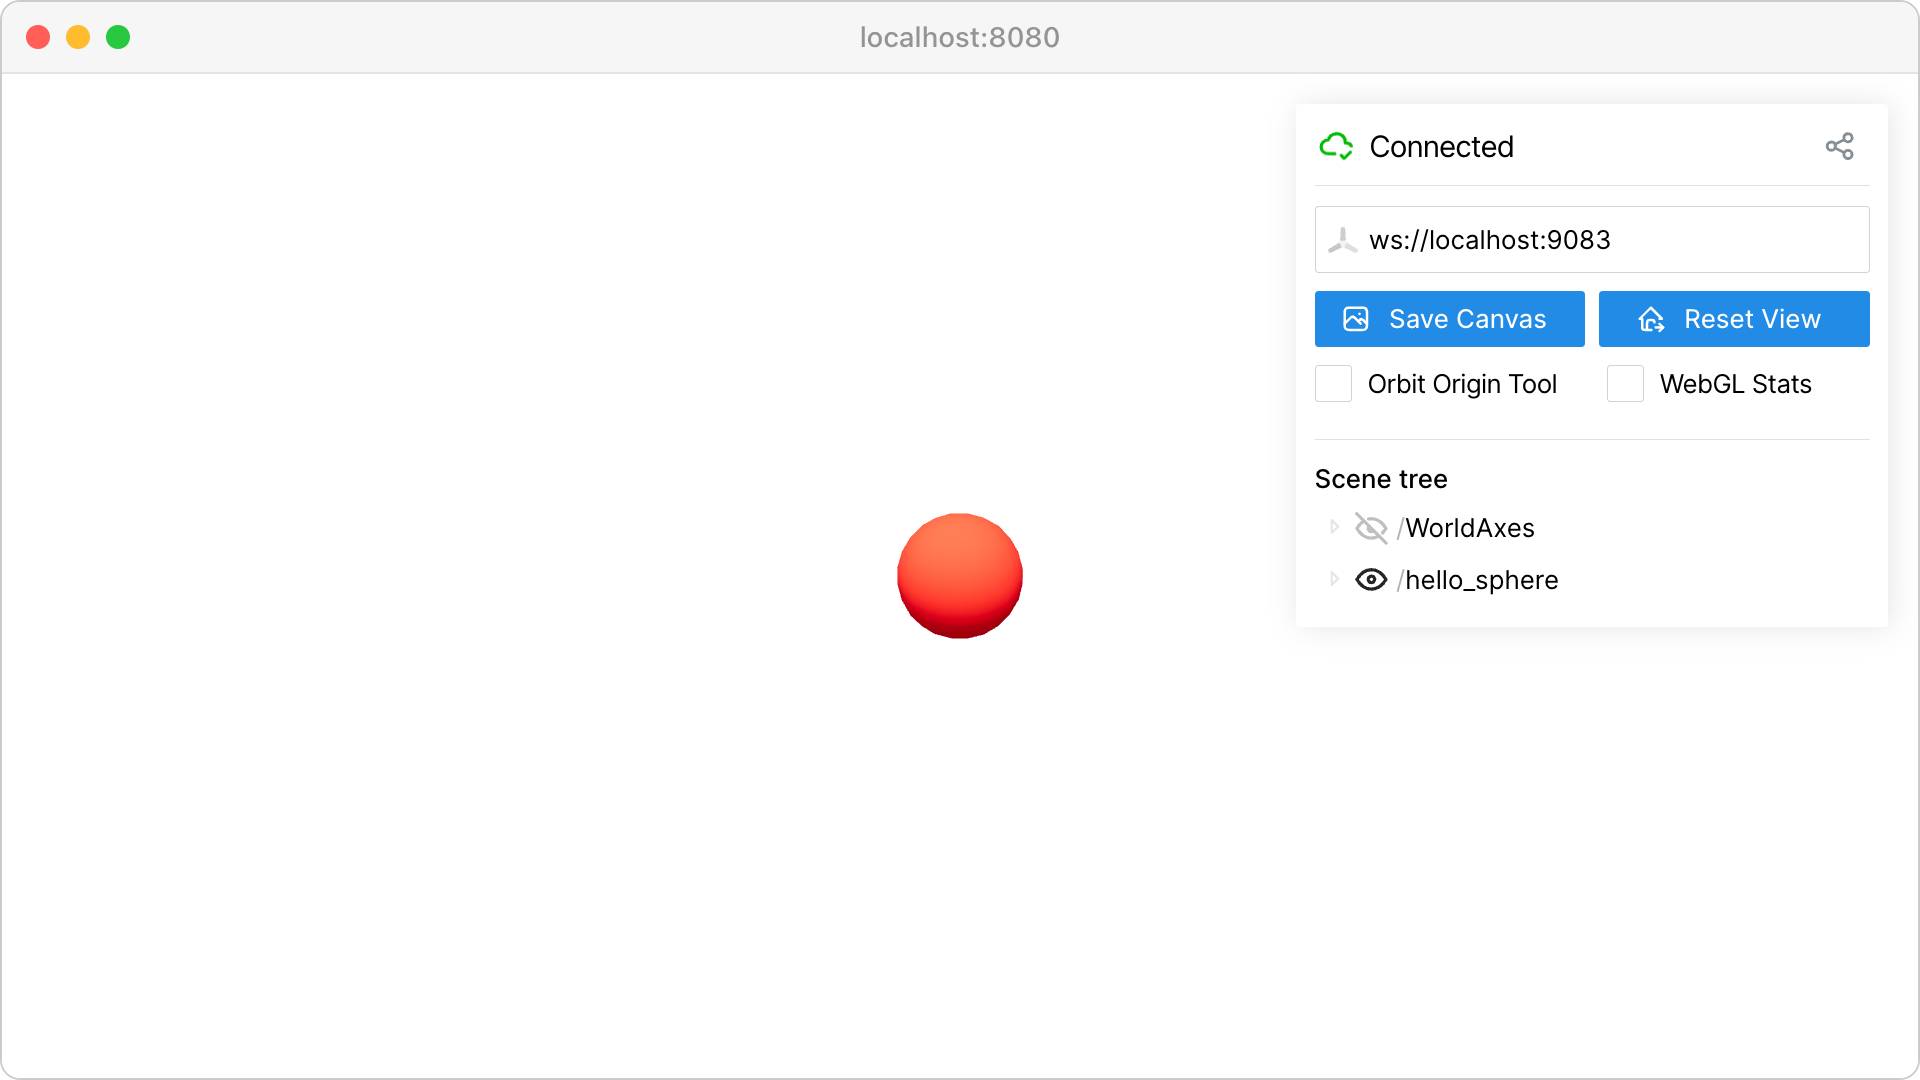 localhost:8080
Connected
ws://localhost:9083
Save Canvas
Reset View
Orbit Origin Tool
WebGL Stats
Scene tree
/WorldAxes
/hello_sphere